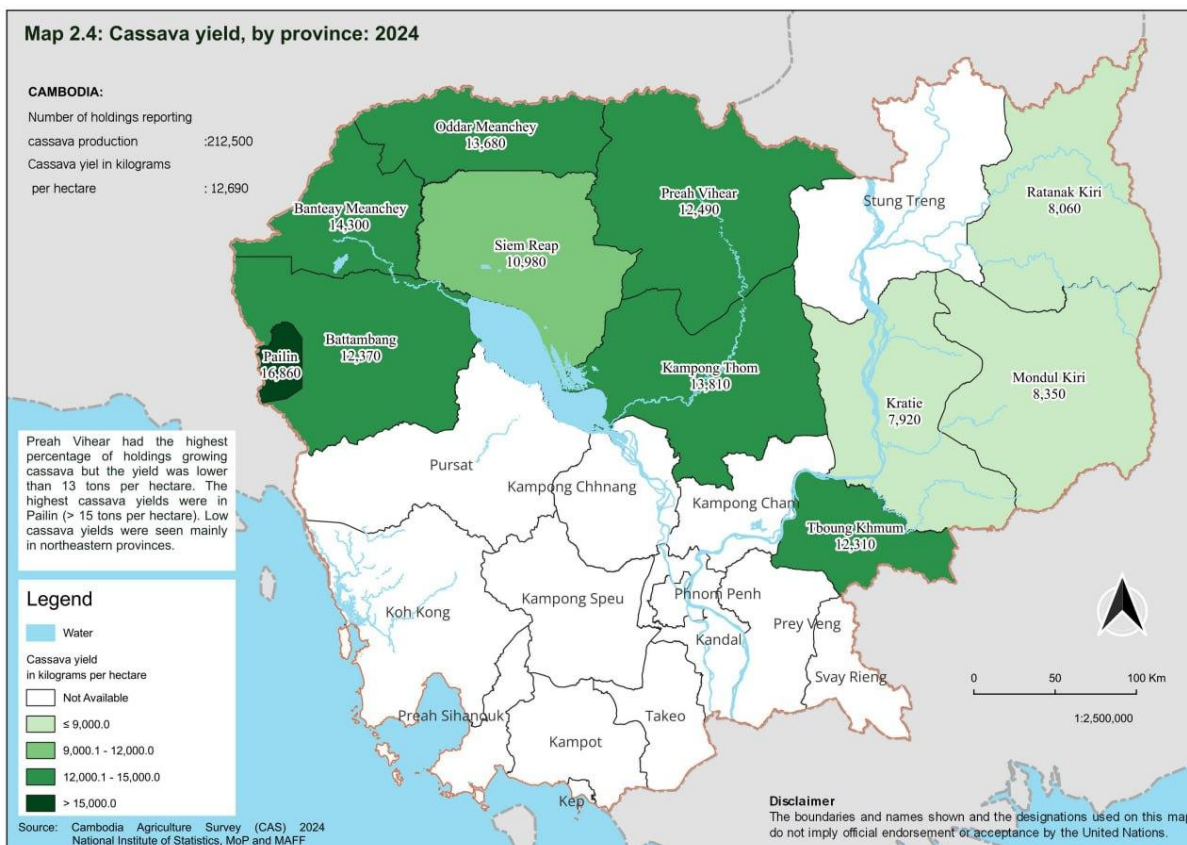 Map 2.4: Cassava yield, by province: 2024
CAMBODIA:
Number of holdings reporting
cassava production :212,500
Cassava yiel in kilograms
per hectare : 12,690
Oddar Meanchey
13,680
Preah Vihear
12,490
Stung Treng
Ratanak Kiri
8,060
Banteay Meanchey
14,300
Siem Reap
10,980
Battambang
12,370
Pailin
16,860
Kampong Thom
13,810
Kratie
7,920
Mondul Kiri
8,350
Pursat
Kampong Chhnang
Kampong Cham
Tboung Khmum
12,310
Koh Kong
Kampong Speu
Phnom Penh
Prey Veng
Kandal
Svay Rieng
Preah Sihanouk
Takeo
Kampot
Kep
Preah Vihear had the highest
percentage of holdings growing
cassava but the yield was lower
than 13 tons per hectare. The
highest cassava yields were in
Pailin (> 15 tons per hectare). Low
cassava yields were seen mainly
in northeastern provinces.
Legend
Water
Cassava yield
in kilograms per hectare
Not Available
≤ 9,000.0
9,000.1 - 12,000.0
12,000.1 - 15,000.0
> 15,000.0
Source: Cambodia Agriculture Survey (CAS) 2024
National Institute of Statistics, MoP and MAFF
0 50 100 Km
1:2,500,000
Disclaimer
The boundaries and names shown and the designations used on this map
do not imply official endorsement or acceptance by the United Nations.